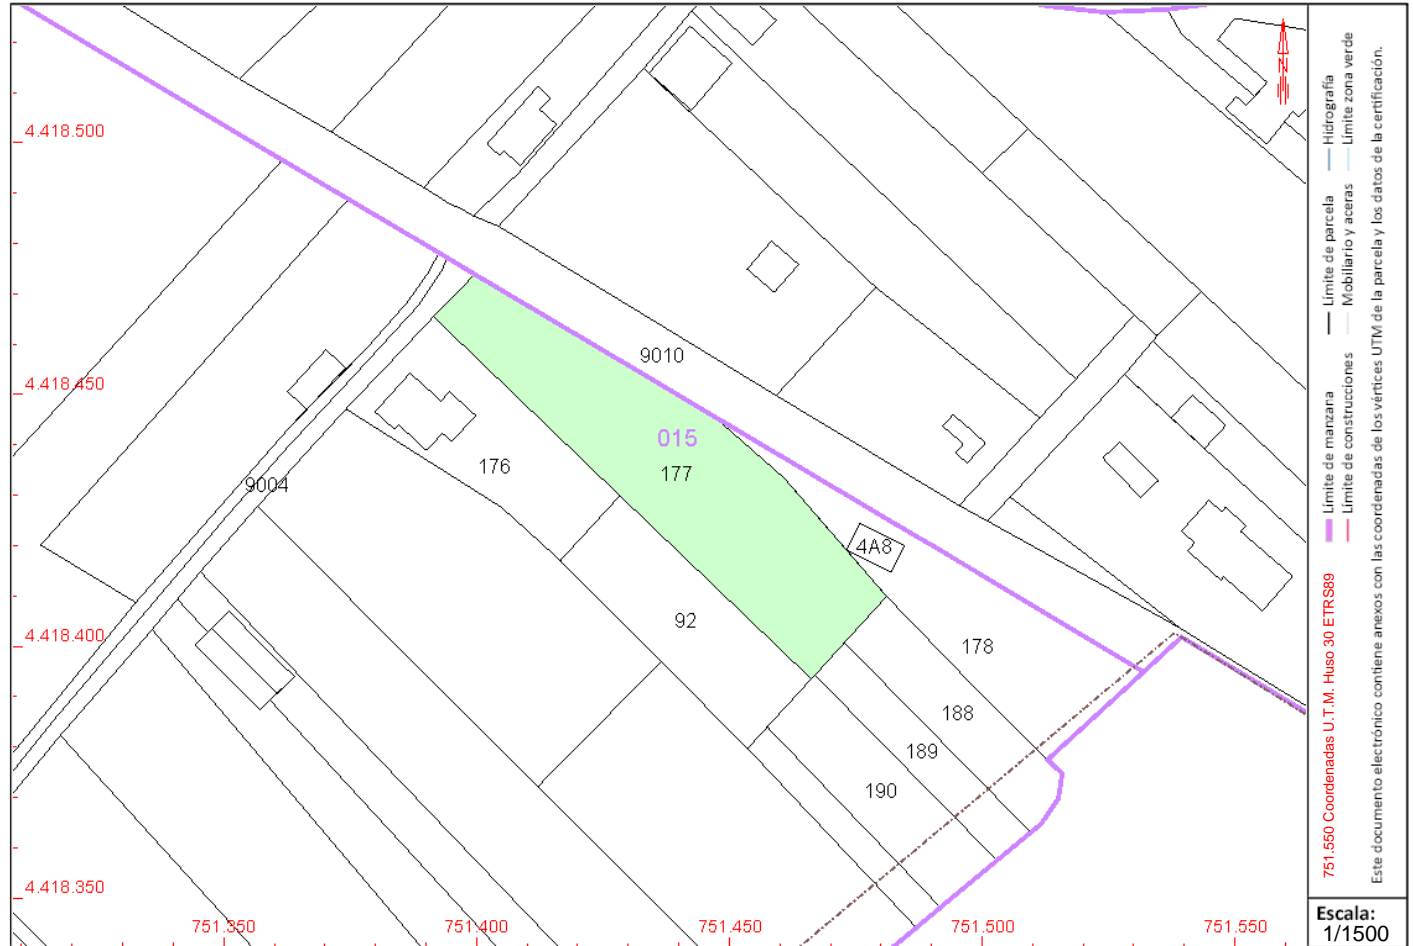 4.418.500
4.418.450
4.418.400
4.418.350
751.350
751.400
751.450
751.500
751.550
9010
015
177
176
9004
4A8
92
178
188
189
190
N
Límite de manzana
Límite de parcela
Hidrografía
Límite de construcciones
Mobiliario y aceras
Límite zona verde
751.550 Coordenadas U.T.M. Huso 30 ETRS89
Este documento electrónico contiene anexos con las coordenadas de los vértices UTM de la parcela y los datos de la certificación.
Escala:
1/1500